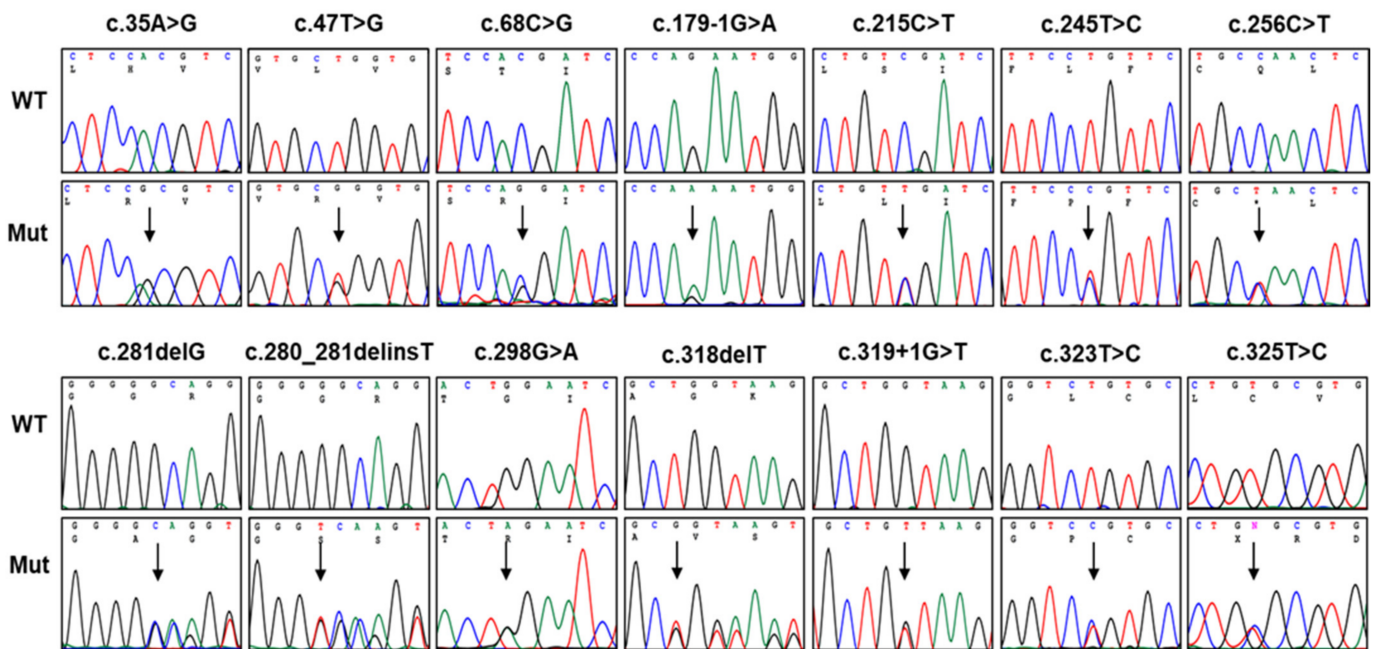 c.35A>G c.47T>G c.68C>G c.179-1G>A c.215C>T c.245T>C c.256C>T
C T C C A C G T C G T G C T G G T G T C C A C G A T C C C A G A A T G G C T G T C G A T C T T C C T G T T C T G C C A A C T C
L H V V L V S T I L S I F L F C Q L
WT
C T C C G C G T C G T G C G G G T G T C C A G G A T C C C A A A A T G G C T G T T G A T C T T C C C G T T C T G C T A A C T C
L R V V R V S R I L L I F P F C * L
Mut
c.281delG c.280_281delinsT c.298G>A c.318delT c.319+1G>T c.323T>C c.325T>C
G G G G G C A G G G G G G G C A G G A C T G G A A T C G C T G G T A A G G C T G G T A A G G G T C T G T G C C T G T G C G T G
G G R G G R T G I A G K G L C L C V
WT
G G G G C A G G T G G G T C A A G T A C T A G A A T C G C G G T A A G T G C T G T T A A G G G T C C G T G C C T G N G C G T G
G A G G S S T R I A V S G P C X R D
Mut